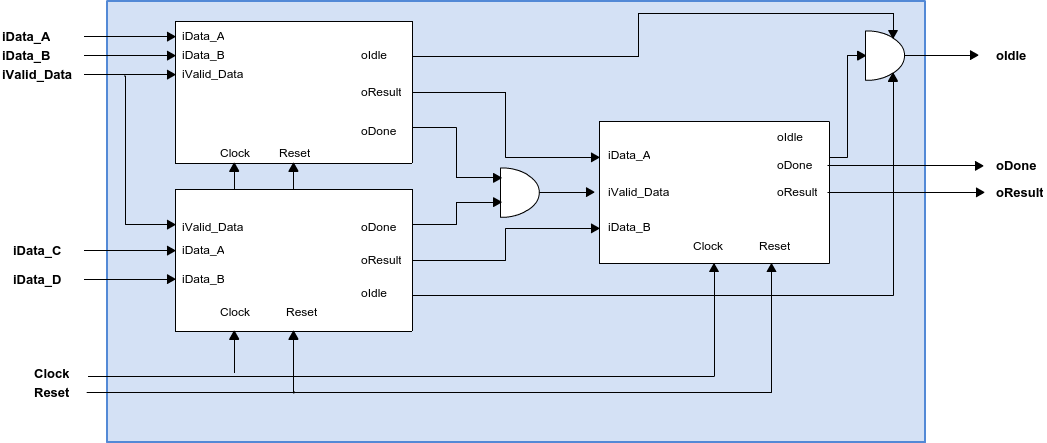 iData_A
iData_B
iValid_Data
iData_A
iData_B
iValid_Data
oIdle
oResult
oDone
Clock Reset
iValid_Data
iData_A
iData_B
oDone
oResult
oIdle
Clock Reset
iData_C
iData_D
Clock
Reset
iData_A
iValid_Data
iData_B
oIdle
oDone
oResult
Clock Reset
oIdle
oDone
oResult